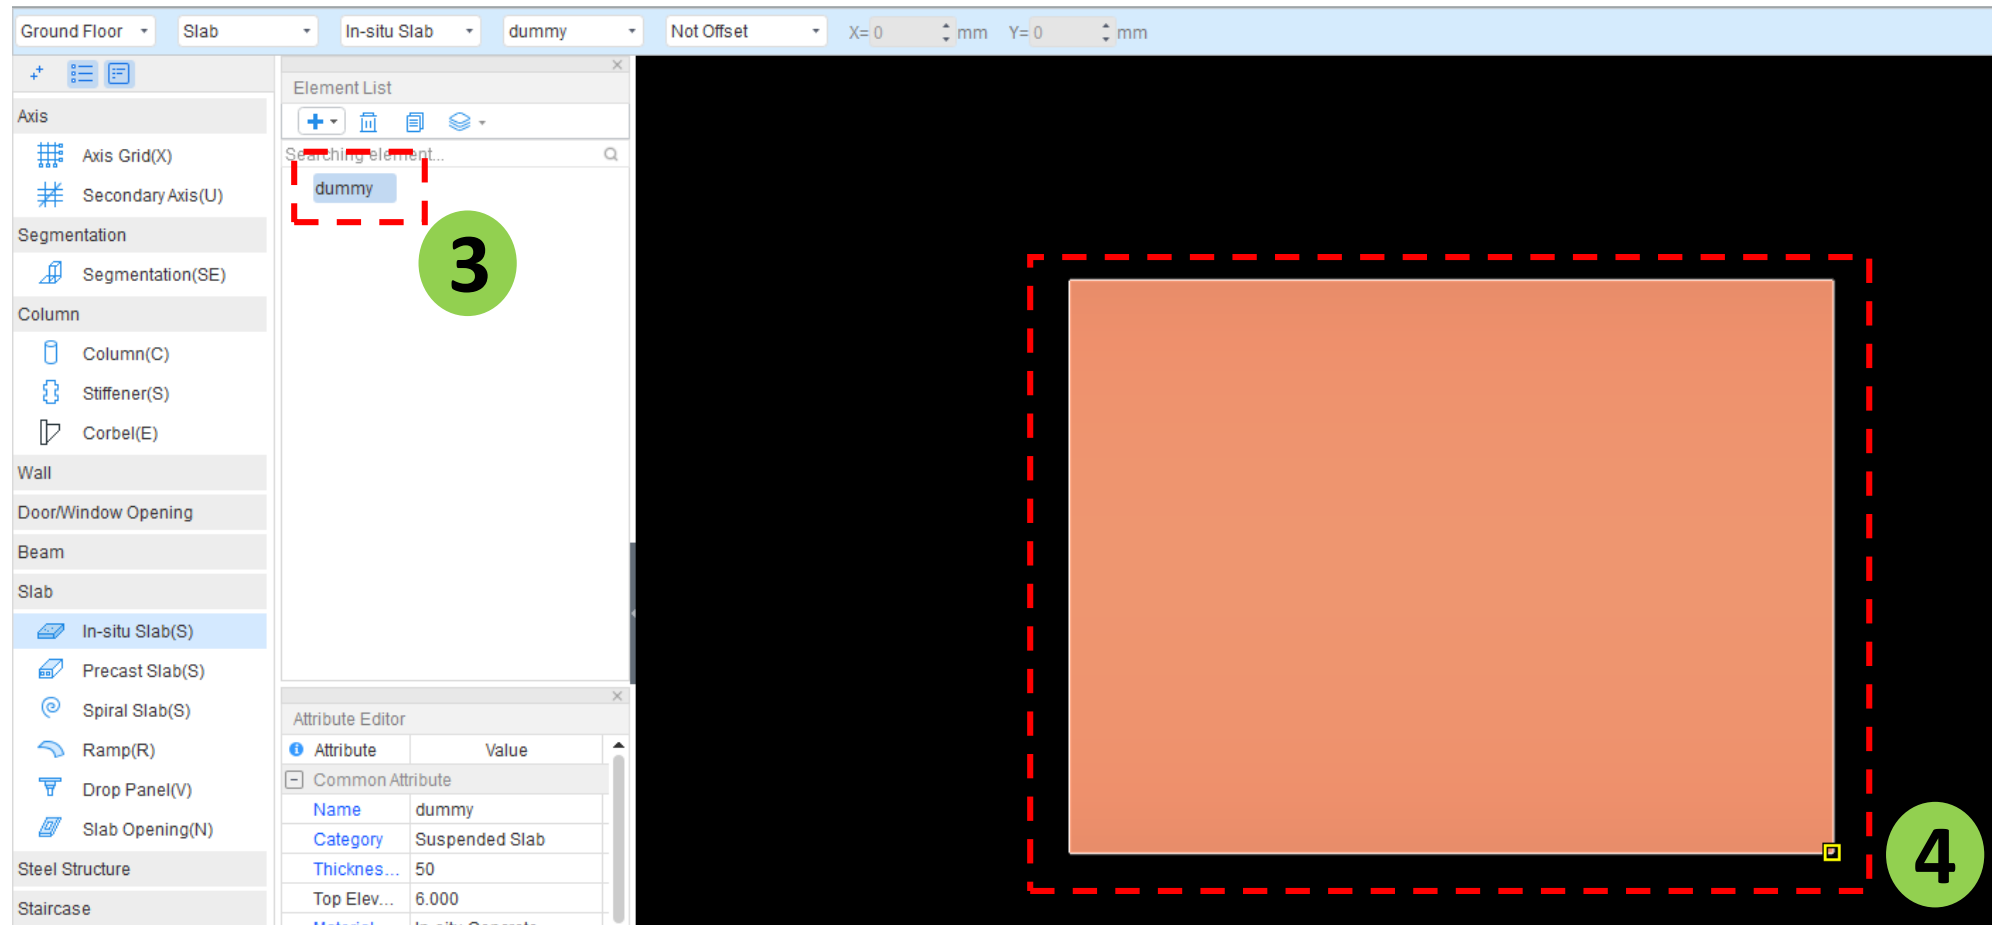 Ground Floor Slab In-situ Slab dummy Not Offset X= 0 mm Y= 0 mm
Element List
Searching element...
dummy
3
Axis
Axis Grid(X)
Secondary Axis(U)
Segmentation
Segmentation(SE)
Column
Column(C)
Stiffener(S)
Corbel(E)
Wall
Door/Window Opening
Beam
Slab
In-situ Slab(S)
Precast Slab(S)
Spiral Slab(S)
Ramp(R)
Drop Panel(V)
Slab Opening(N)
Steel Structure
Staircase
Attribute Editor
Attribute Value
Common Attribute
Name dummy
Category Suspended Slab
Thicknes... 50
Top Elev... 6.000
4